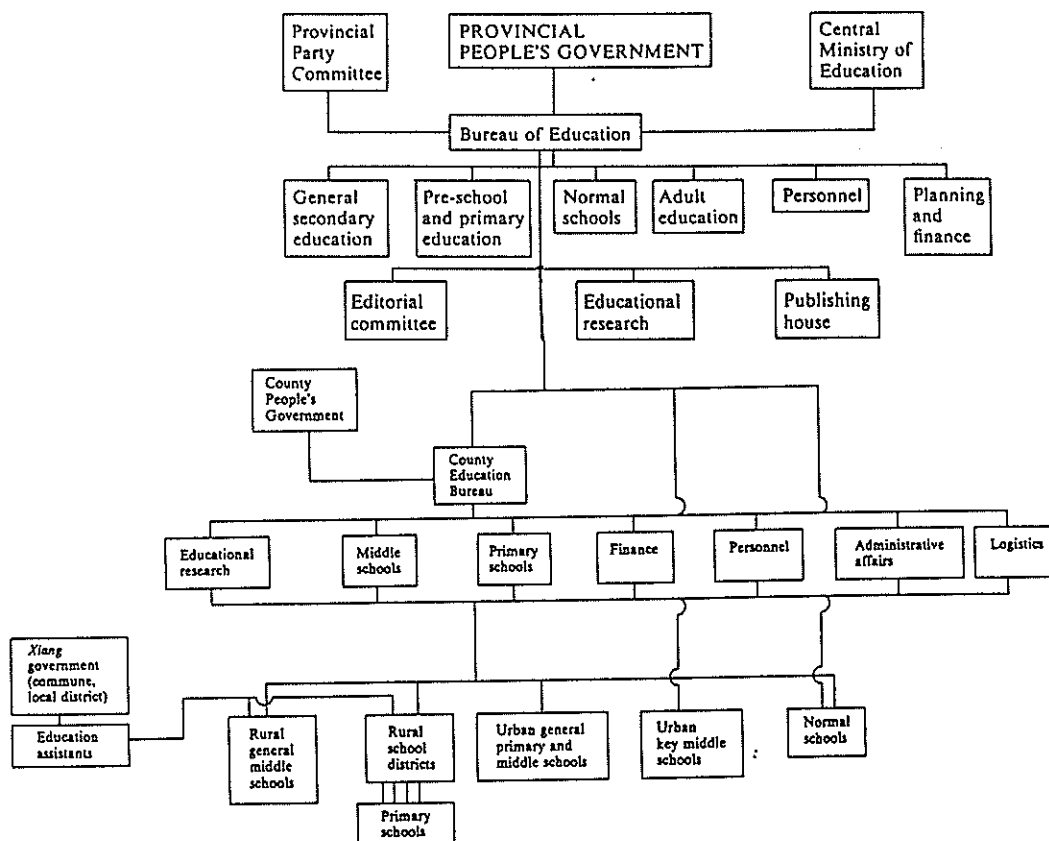 Provincial
Party
Committee
PROVINCIAL
PEOPLE'S GOVERNMENT
Central
Ministry of
Education
Bureau of Education
General
secondary
education
Pre-school
and primary
education
Normal
schools
Adult
education
Personnel
Planning
and
finance
Editorial
committee
Educational
research
Publishing
house
County
People's
Government
County
Education
Bureau
Educational
research
Middle
schools
Primary
schools
Finance
Personnel
Administrative
affairs
Logistics
Xiang
government
(commune,
local district)
Education
assistants
Rural
general
middle
schools
Rural
school
districts
Urban general
primary and
middle schools
Urban
key middle
schools
:
Normal
schools
Primary
schools